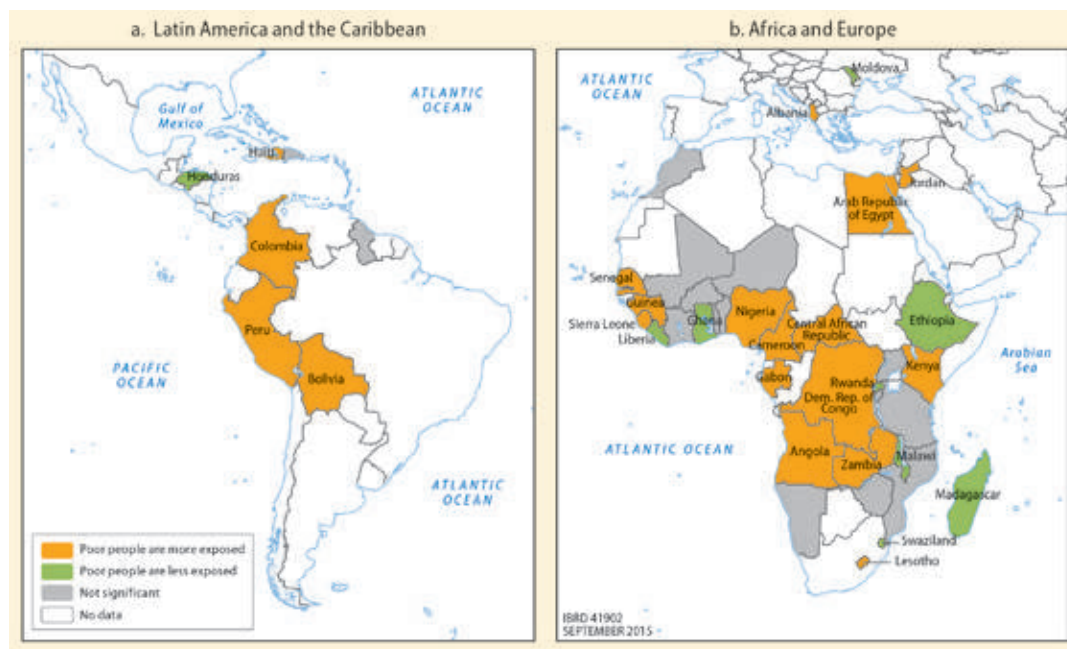 a. Latin America and the Caribbean
ATLANTIC
OCEAN
Gulf of
Mexico
Haiti
Honduras
Colombia
Peru
Bolivia
PACIFIC
OCEAN
ATLANTIC
OCEAN
Poor people are more exposed
Poor people are less exposed
Not significant
No data
b. Africa and Europe
ATLANTIC
OCEAN
Moldova
Albania
Jordan
Arab Republic
of Egypt
Senegal
Guinea
Sierra Leone
Liberia
Ghana
Nigeria
Central African
Republic
Cameroon
Ethiopia
Kenya
Gabon
Rwanda
Dem. Rep. of
Congo
Arabian
Sea
ATLANTIC OCEAN
Angola
Zambia
Malawi
Madagascar
Swaziland
Lesotho
IBRD 41902
SEPTEMBER 2015